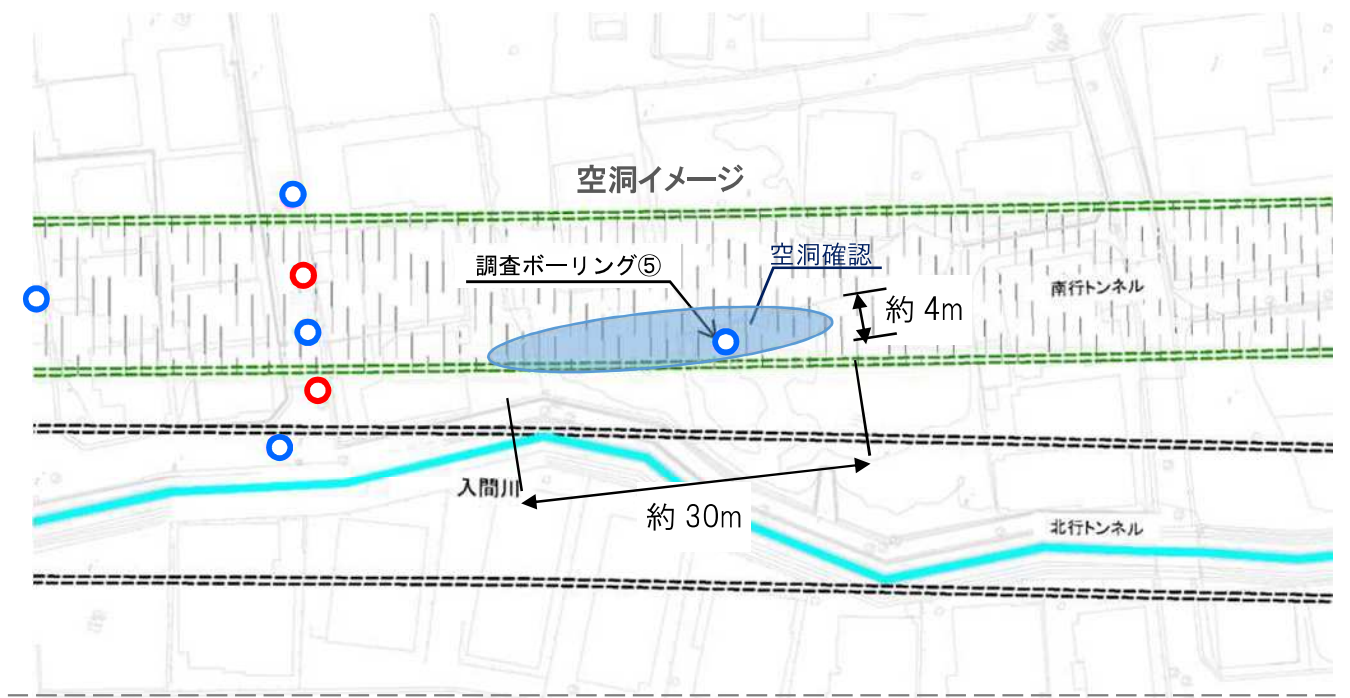 空洞イメージ
調査ボーリング⑤
空洞確認
南行トンネル
約 4m
入間川
約 30m
北行トンネル